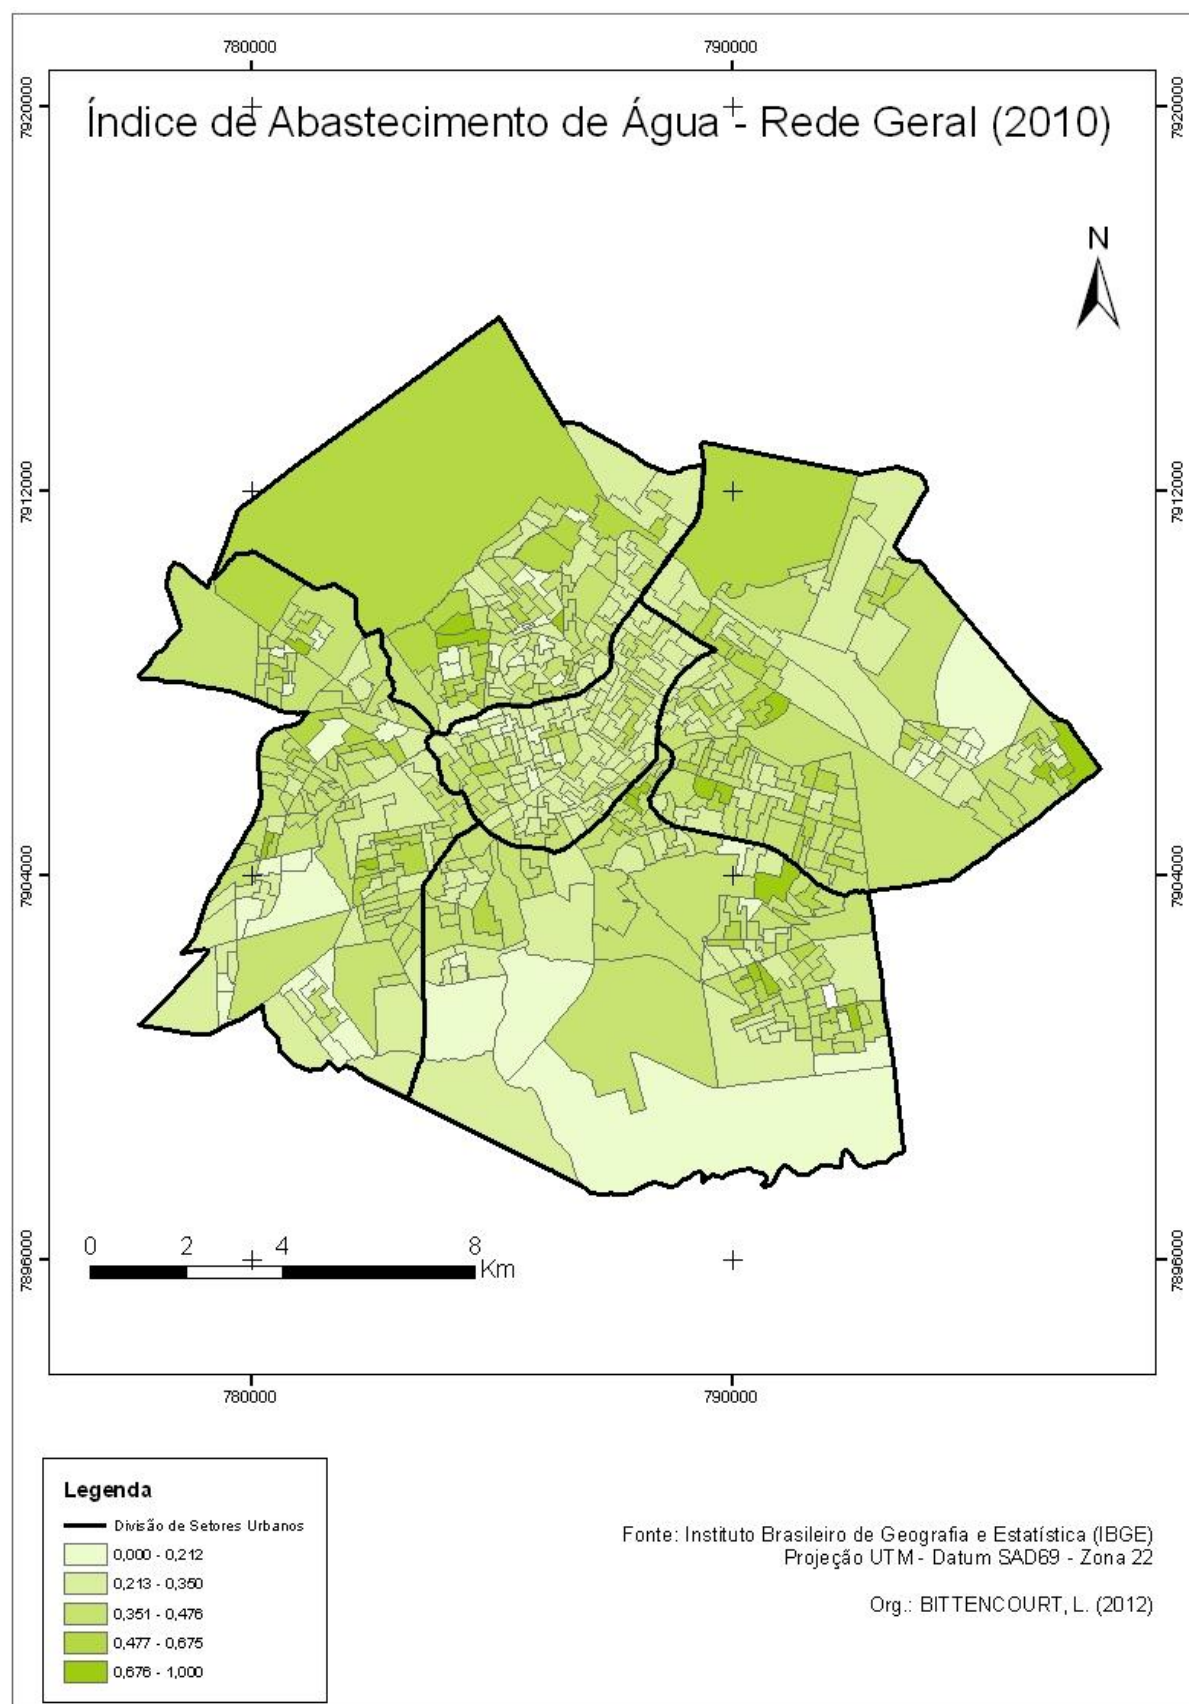 780000 790000
7920000 7920000
Índice de Abastecimento de Água - Rede Geral (2010)
N
7912000 7912000
7904000 7904000
0 2 4 8
Km
7896000 7896000
780000 790000
Legenda
Divisão de Setores Urbanos
0,000 - 0,212
0,213 - 0,350
0,351 - 0,476
0,477 - 0,675
0,676 - 1,000
Fonte: Instituto Brasileiro de Geografia e Estatística (IBGE)
Projeção UTM - Datum SAD69 - Zona 22
Org.: BITTENCOURT, L. (2012)